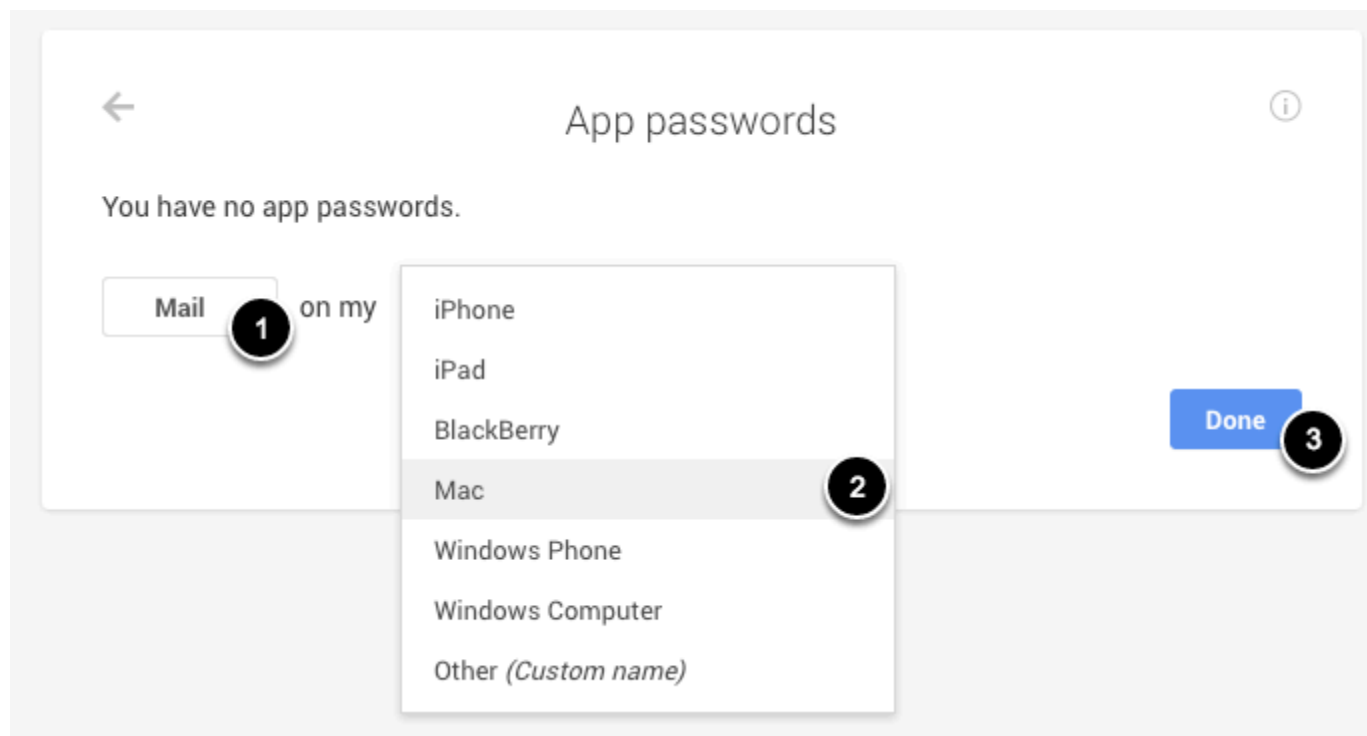 App passwords
You have no app passwords.
Mail 1 on my
iPhone
iPad
BlackBerry
Done 3
Mac 2
Windows Phone
Windows Computer
Other (Custom name)